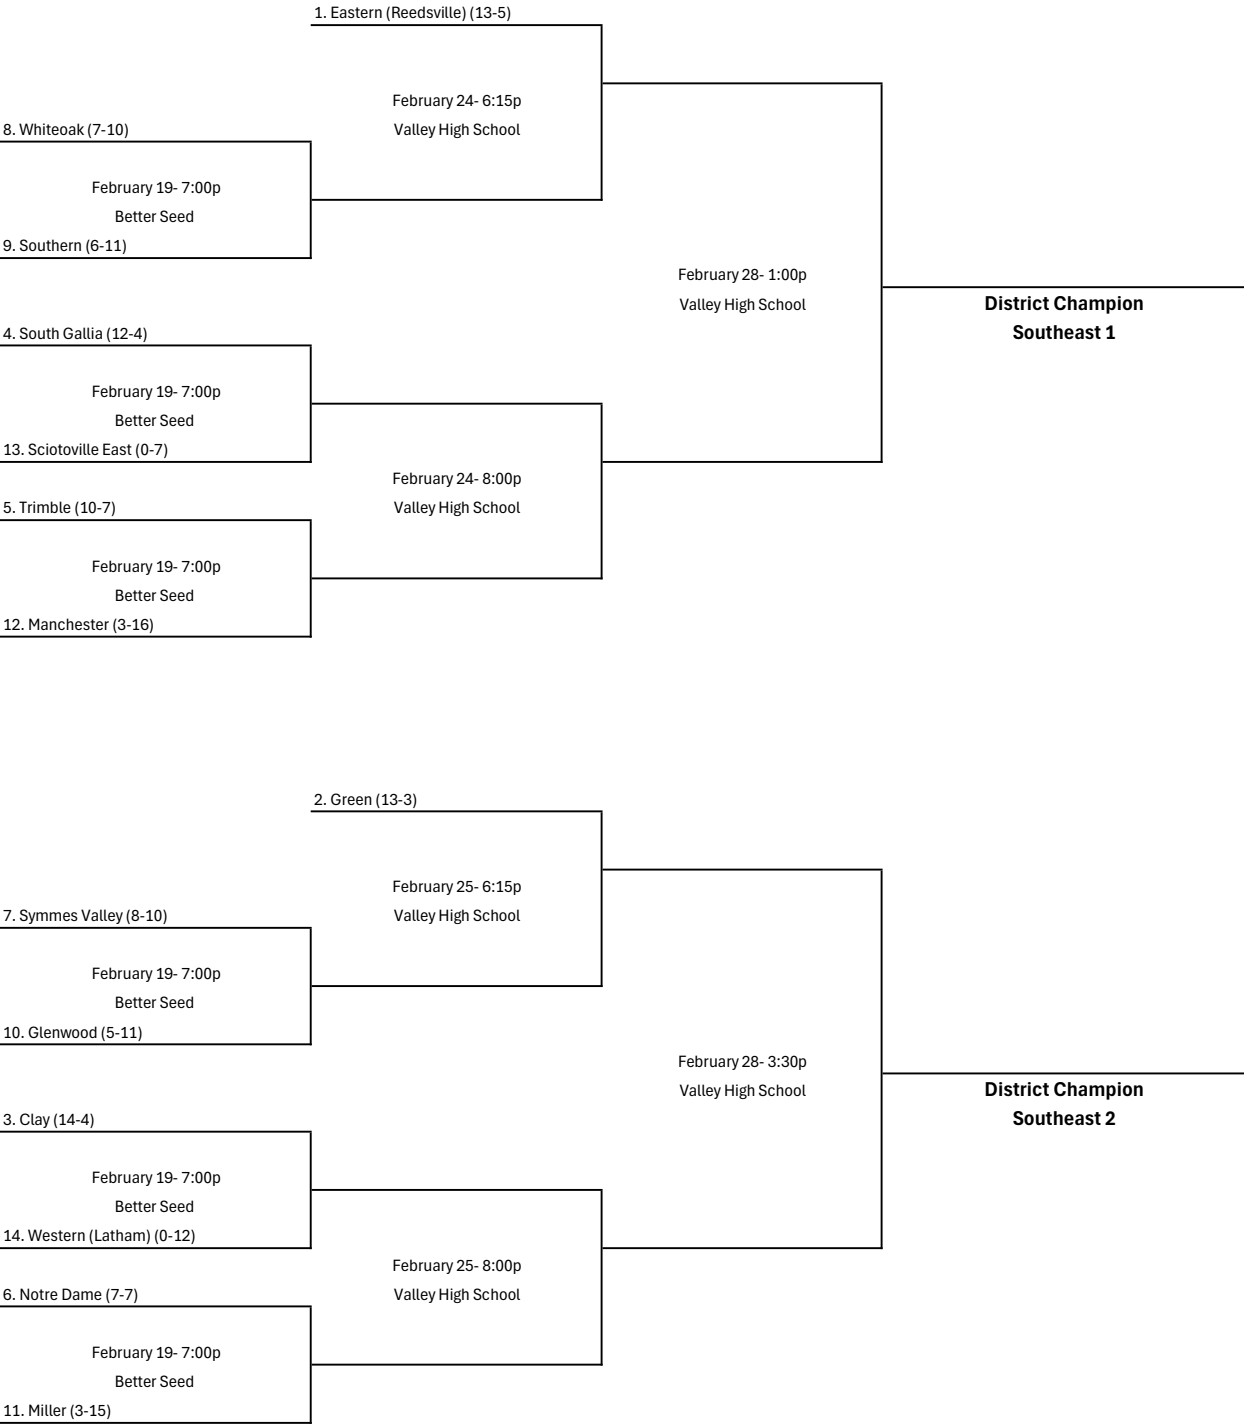 1. Eastern (Reedsville) (13-5)
February 24- 6:15p
Valley High School
8. Whiteoak (7-10)
February 19- 7:00p
Better Seed
9. Southern (6-11)
February 28- 1:00p
Valley High School
District Champion
Southeast 1
4. South Gallia (12-4)
February 19- 7:00p
Better Seed
13. Sciotoville East (0-7)
February 24- 8:00p
Valley High School
5. Trimble (10-7)
February 19- 7:00p
Better Seed
12. Manchester (3-16)
2. Green (13-3)
February 25- 6:15p
Valley High School
7. Symmes Valley (8-10)
February 19- 7:00p
Better Seed
10. Glenwood (5-11)
February 28- 3:30p
Valley High School
District Champion
Southeast 2
3. Clay (14-4)
February 19- 7:00p
Better Seed
14. Western (Latham) (0-12)
February 25- 8:00p
Valley High School
6. Notre Dame (7-7)
February 19- 7:00p
Better Seed
11. Miller (3-15)